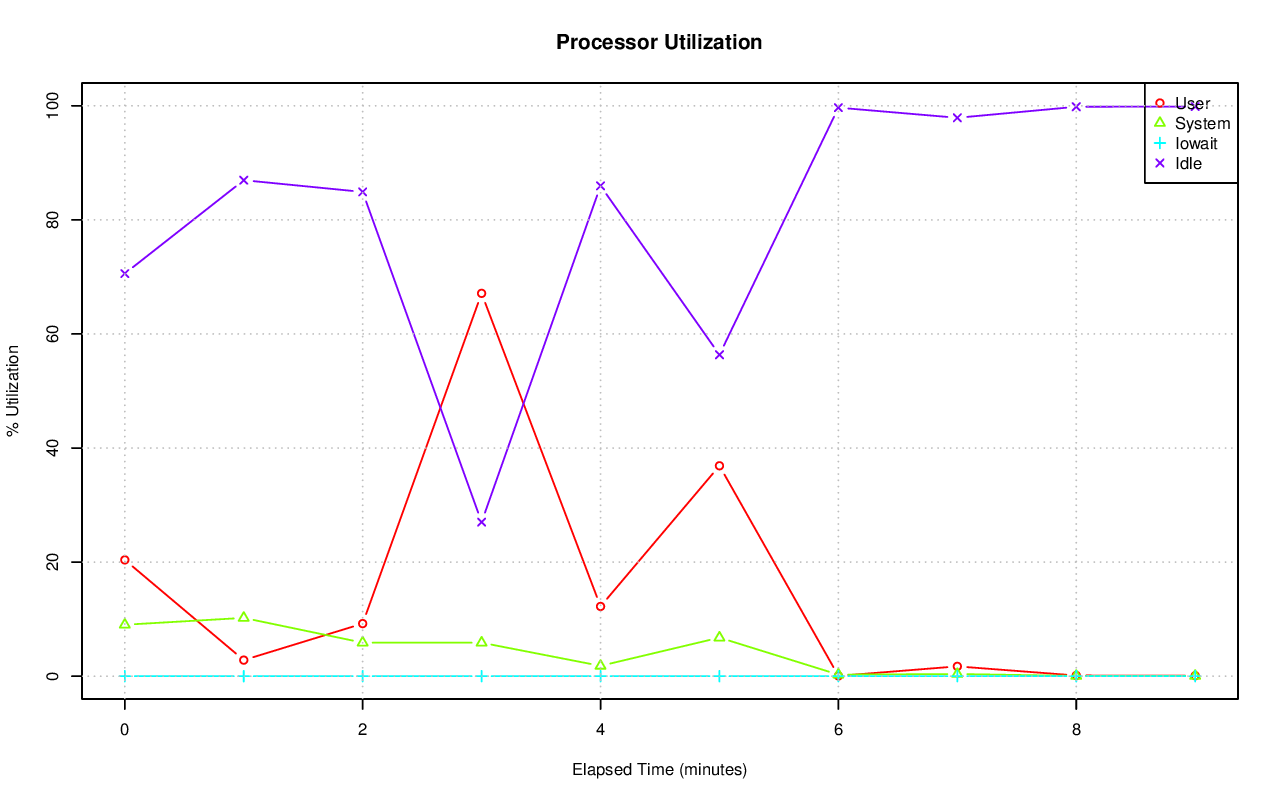 Processor Utilization
100
80
60
40
20
0
% Utilization
User
System
Iowait
Idle
0 2 4 6 8
Elapsed Time (minutes)